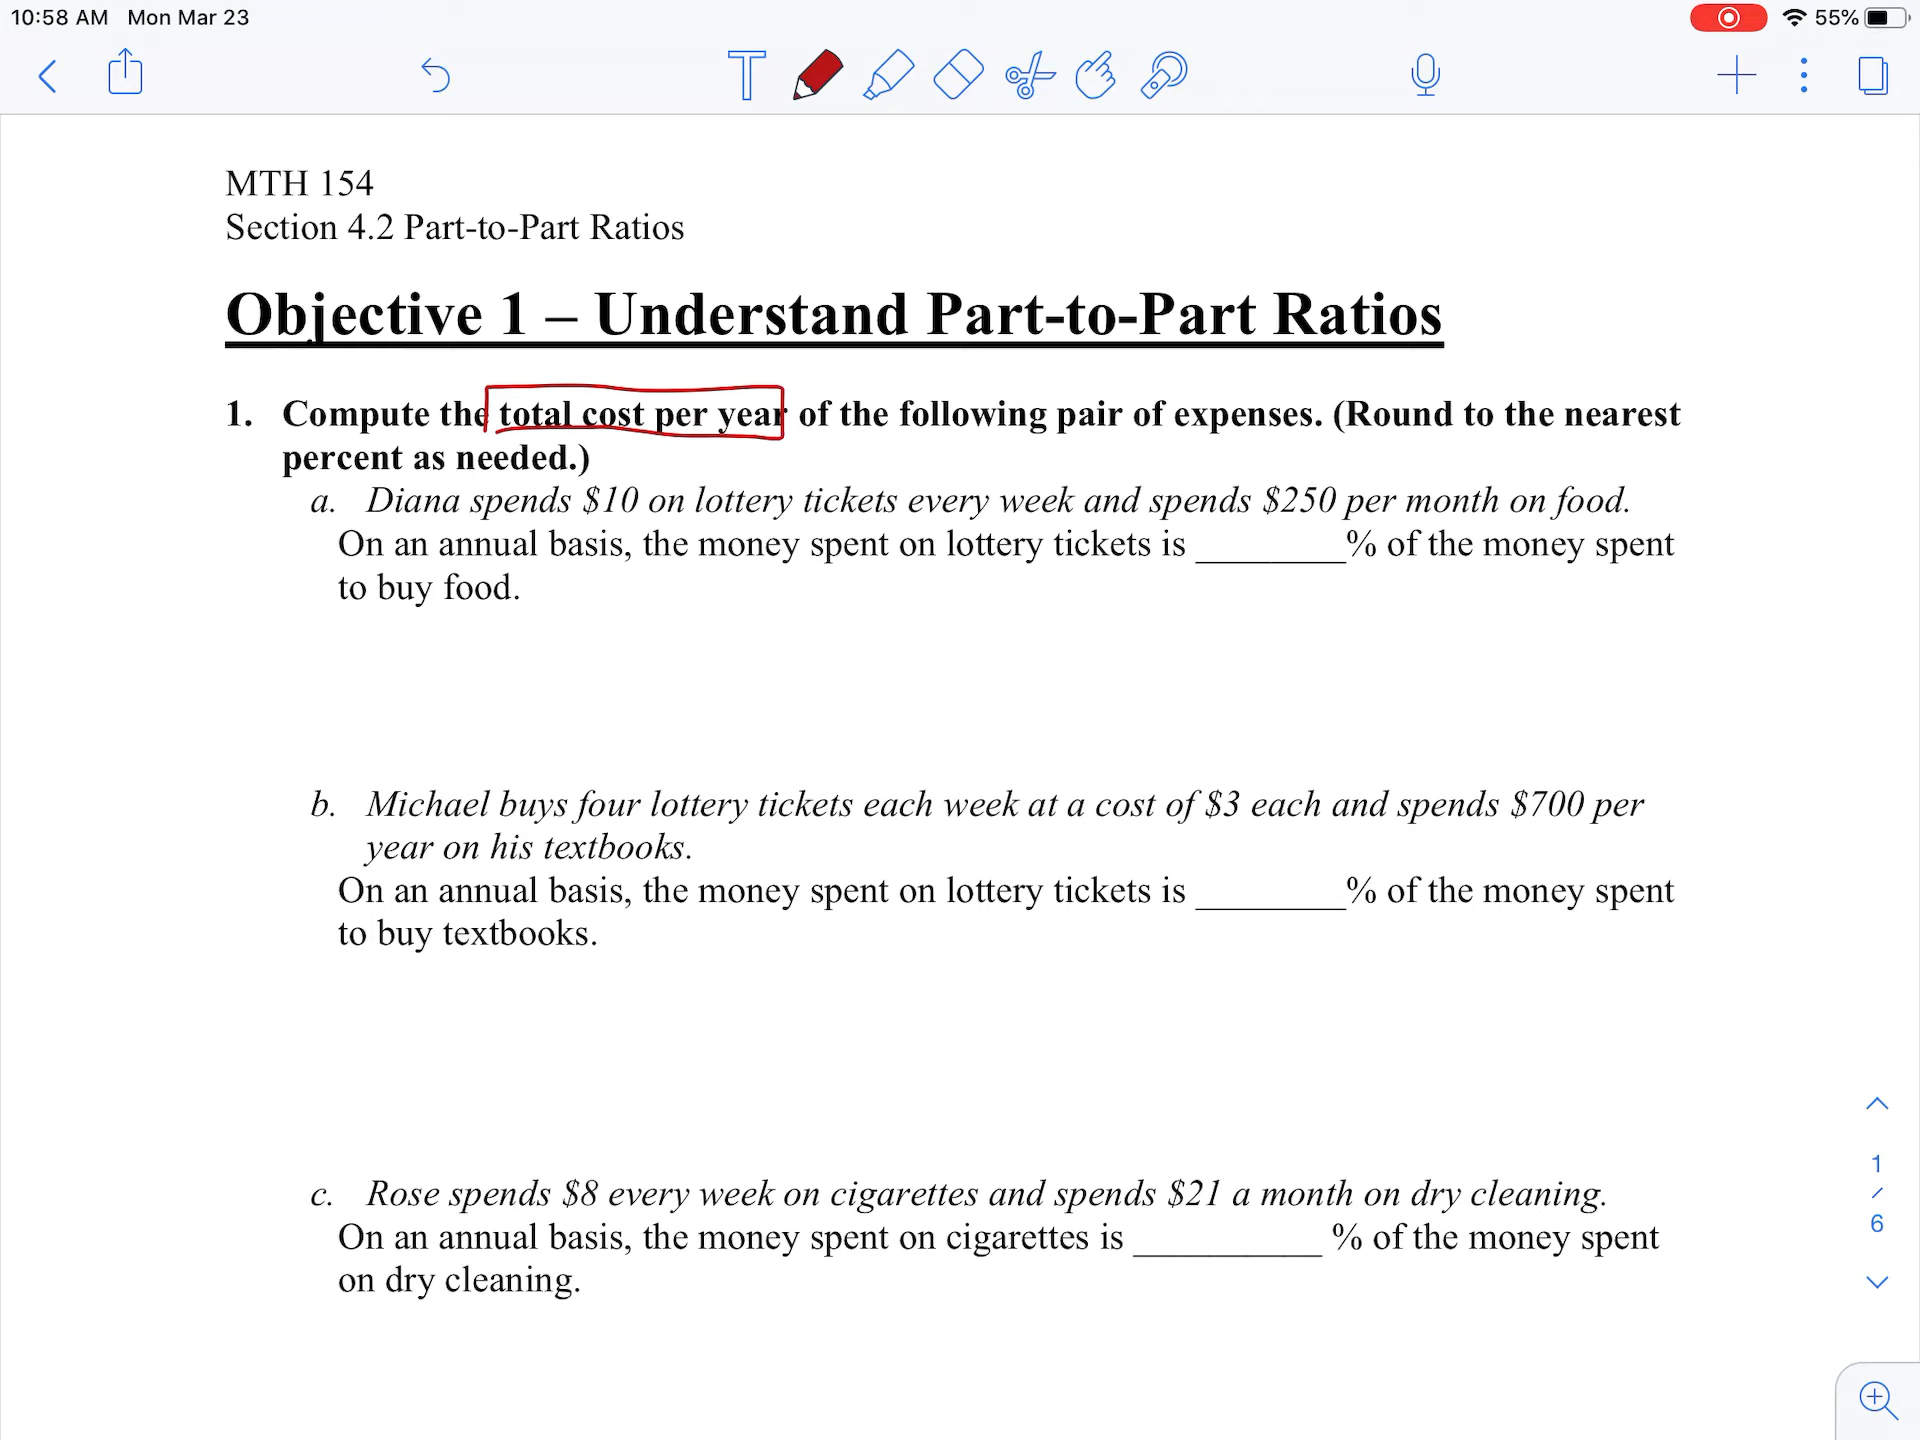 10:58 AM Mon Mar 23
55%
T
MTH 154
Section 4.2 Part-to-Part Ratios
Objective 1 – Understand Part-to-Part Ratios
1. Compute the total cost per year of the following pair of expenses. (Round to the nearest
percent as needed.)
a. Diana spends $10 on lottery tickets every week and spends $250 per month on food.
On an annual basis, the money spent on lottery tickets is ________% of the money spent
to buy food.
b. Michael buys four lottery tickets each week at a cost of $3 each and spends $700 per
year on his textbooks.
On an annual basis, the money spent on lottery tickets is ________% of the money spent
to buy textbooks.
c. Rose spends $8 every week on cigarettes and spends $21 a month on dry cleaning.
On an annual basis, the money spent on cigarettes is __________ % of the money spent
on dry cleaning.
1
/
6